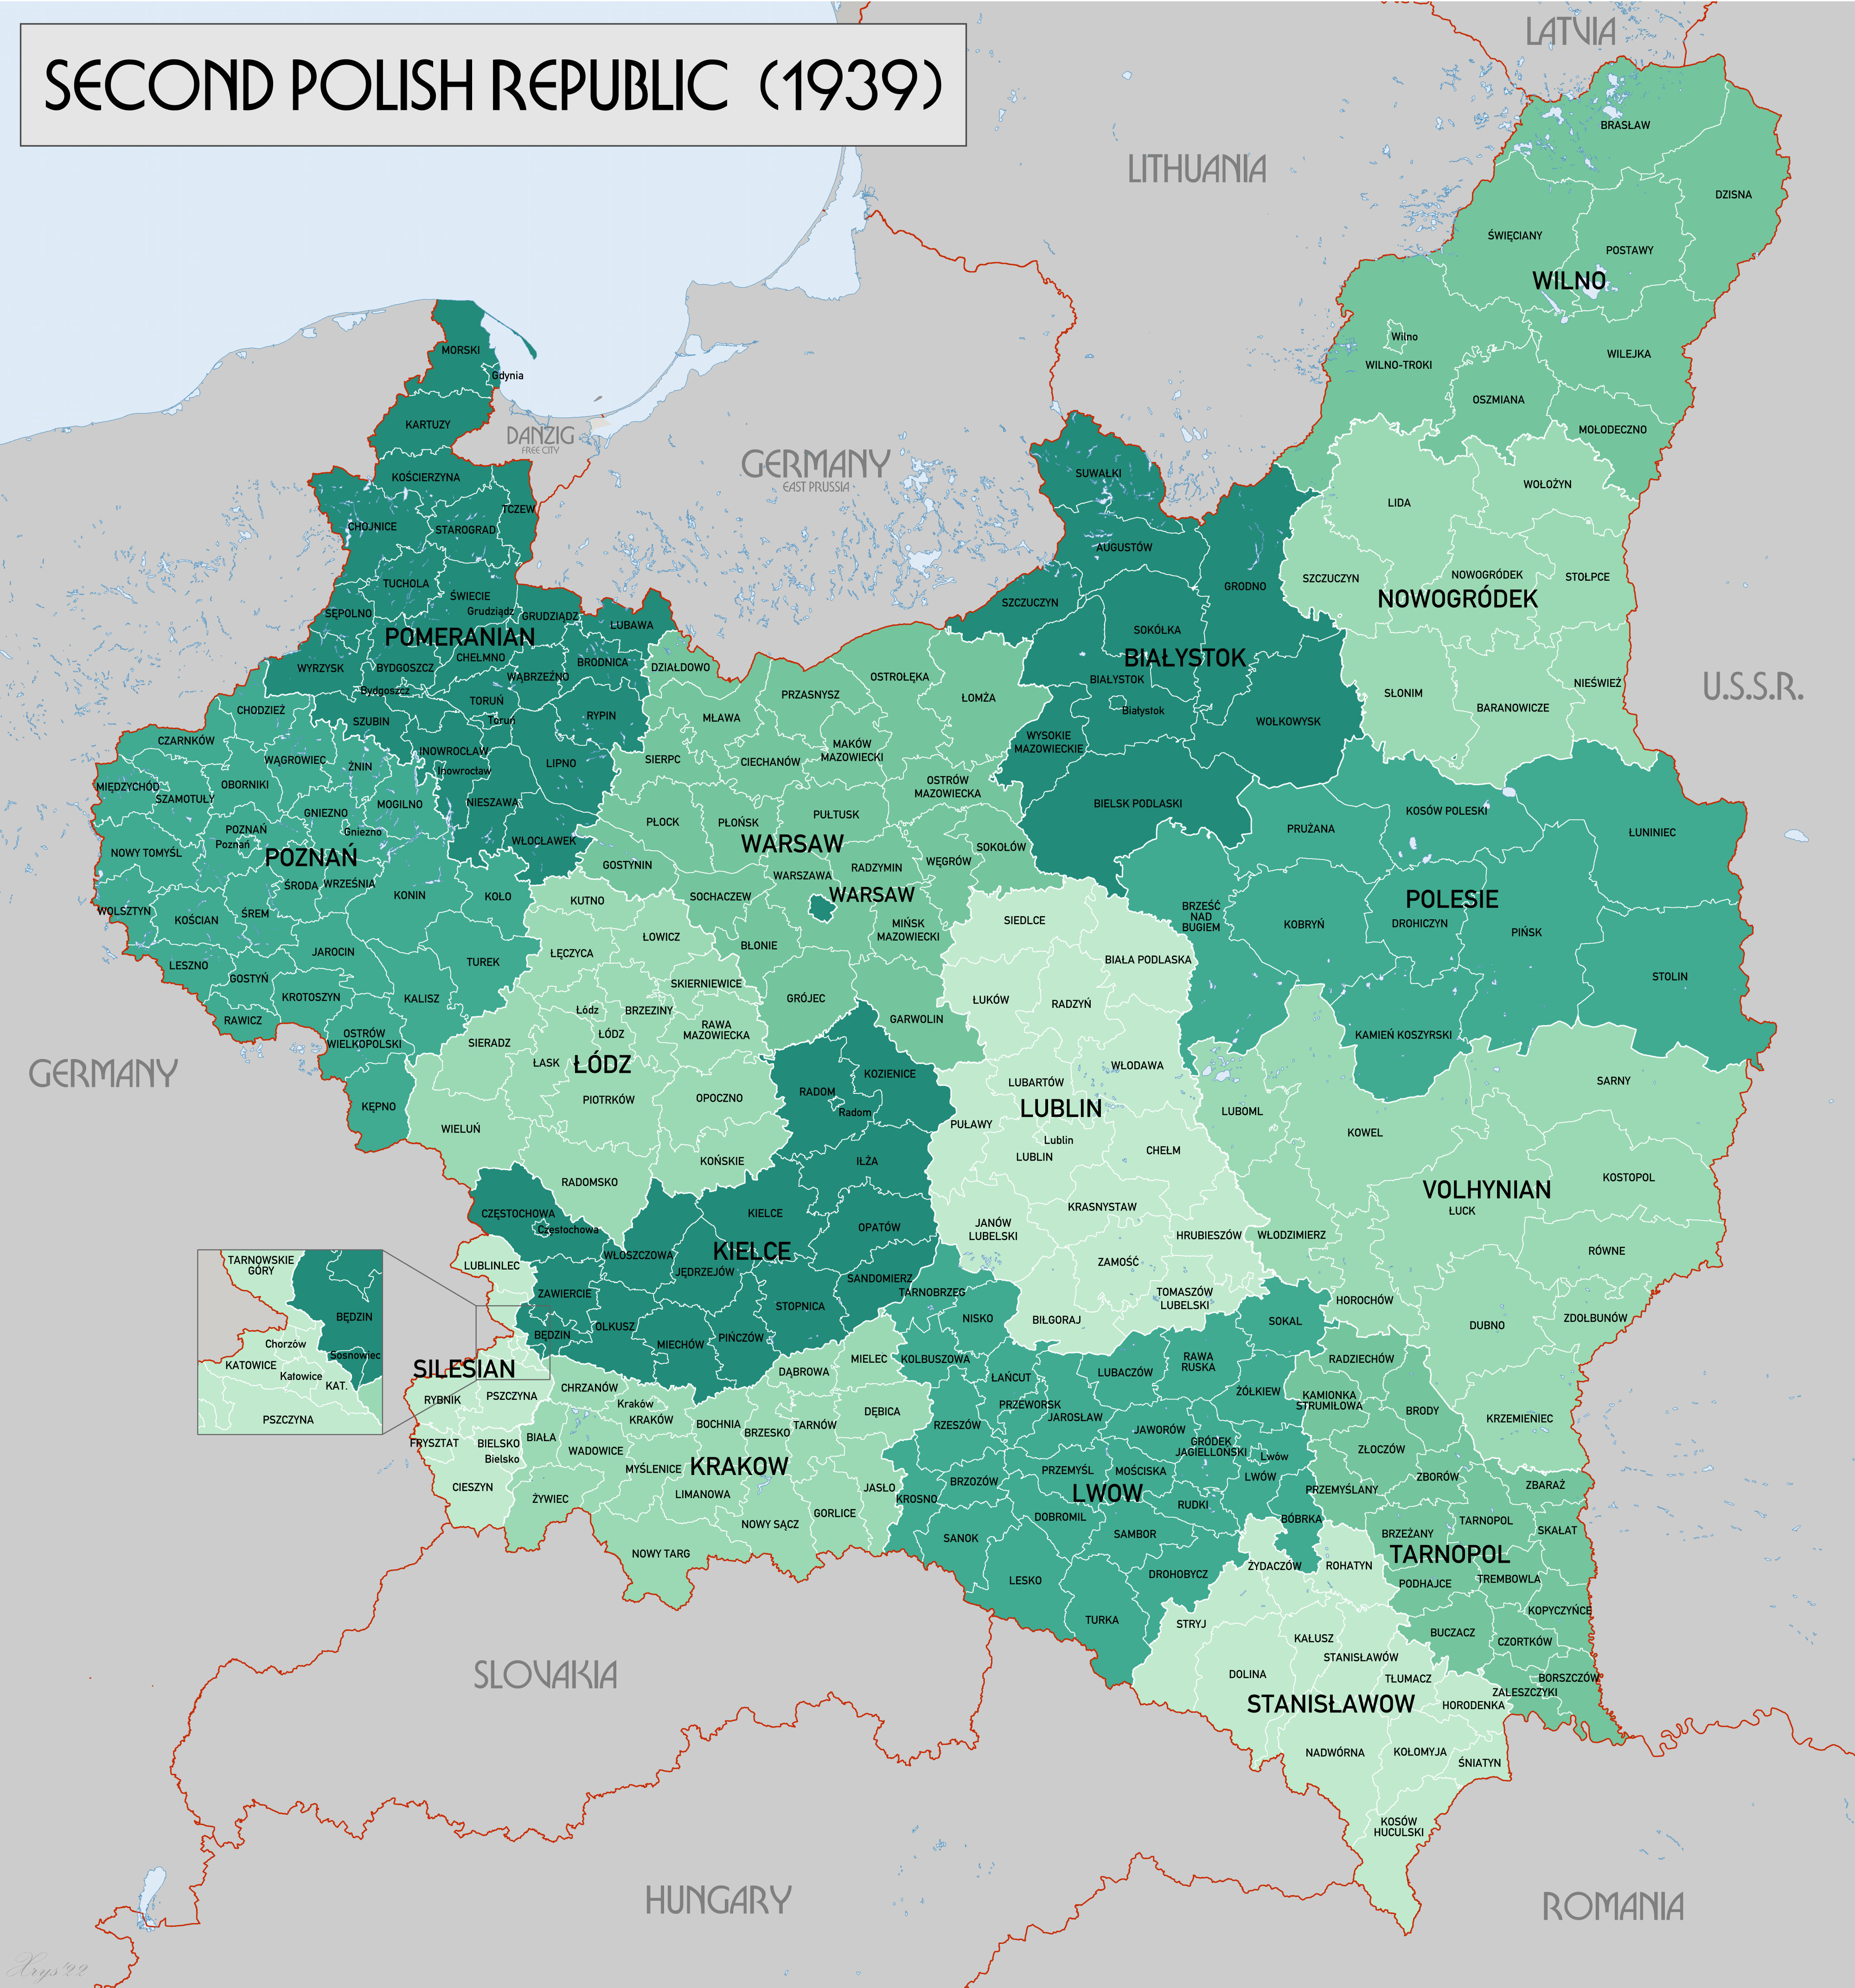 SECOND POLISH REPUBLIC (1939)
LATVIA
LITHUANIA
U.S.S.R.
GERMANY
EAST PRUSSIA
DANZIG
FREE CITY
GERMANY
SLOVAKIA
HUNGARY
ROMANIA
WILNO
BRASŁAW
DZISNA
ŚWIĘCIANY
POSTAWY
Wilno
WILNO-TROKI
WILEJKA
OSZMIANA
MOŁODECZNO
NOWOGRÓDEK
LIDA
WOŁOŻYN
SZCZUCZYN
NOWOGRÓDEK
STOŁPCE
SŁONIM
BARANOWICZE
NIEŚWIEŻ
BIAŁYSTOK
SUWAŁKI
AUGUSTÓW
GRODNO
SZCZUCZYN
SOKÓŁKA
BIAŁYSTOK
Białystok
WYSOKIE
MAZOWIECKIE
WOŁKOWYSK
BIELSK PODLASKI
POMERANIAN
MORSKI
Gdynia
KARTUZY
KOŚCIERZYNA
TCZEW
CHOJNICE
STAROGRAD
TUCHOLA
ŚWIECIE
Grudziądz
GRUDZIĄDZ
SĘPOLNO
LUBAWA
WYRZYSK
BYDGOSZCZ
CHEŁMNO
WĄBRZEŹNO
BRODNICA
Bydgoszcz
TORUŃ
Toruń
RYPIN
SZUBIN
INOWROCŁAW
Inowrocław
LIPNO
NIESZAWA
WŁOCŁAWEK
POZNAŃ
CHODZIEŻ
CZARNKÓW
WĄGROWIEC
ŻNIN
MIĘDZYCHÓD
SZAMOTUŁY
OBORNIKI
GNIEZNO
Gniezno
MOGILNO
POZNAŃ
Poznań
NOWY TOMYŚL
ŚRODA
WRZEŚNIA
KONIN
KOŁO
WOLSZTYN
KOŚCIAN
ŚREM
JAROCIN
TUREK
LESZNO
GOSTYŃ
KROTOSZYN
KALISZ
RAWICZ
OSTRÓW
WIELKOPOLSKI
KĘPNO
WARSAW
DZIAŁDOWO
OSTROŁĘKA
PRZASNYSZ
ŁOMŻA
MŁAWA
SIERPC
CIECHANÓW
MAKÓW
MAZOWIECKI
OSTRÓW
MAZOWIECKA
PŁOCK
PŁOŃSK
PUŁTUSK
GOSTYNIN
RADZYMIN
WĘGRÓW
SOKOŁÓW
WARSZAWA
WARSAW
SOCHACZEW
MIŃSK
MAZOWIECKI
BŁONIE
GRÓJEC
GARWOLIN
POLESIE
PRUŻANA
KOSÓW POLESKI
ŁUNINIEC
BRZEŚĆ
NAD
BUGIEM
KOBRYŃ
DROHICZYN
PIŃSK
STOLIN
KAMIEŃ KOSZYRSKI
ŁÓDZ
KUTNO
ŁOWICZ
ŁĘCZYCA
SKIERNIEWICE
Łódz
BRZEZINY
ŁÓDZ
RAWA
MAZOWIECKA
SIERADZ
ŁASK
PIOTRKÓW
OPOCZNO
WIELUŃ
KOŃSKIE
RADOMSKO
LUBLIN
SIEDLCE
BIAŁA PODLASKA
ŁUKÓW
RADZYŃ
WŁODAWA
LUBARTÓW
PUŁAWY
Lublin
LUBLIN
CHEŁM
KRASNYSTAW
JANÓW
LUBELSKI
HRUBIESZÓW
ZAMOŚĆ
TOMASZÓW
LUBELSKI
BIŁGORAJ
VOLHYNIAN
SARNY
LUBOML
KOWEL
KOSTOPOL
ŁUCK
WŁODZIMIERZ
RÓWNE
HOROCHÓW
DUBNO
ZDOŁBUNÓW
KRZEMIENIEC
KIELCE
KOZIENICE
RADOM
Radom
IŁŻA
CZĘSTOCHOWA
Częstochowa
KIELCE
OPATÓW
WŁOSZCZOWA
JĘDRZEJÓW
SANDOMIERZ
ZAWIERCIE
STOPNICA
OLKUSZ
BĘDZIN
MIECHÓW
PIŃCZÓW
SILESIAN
LUBLINLEC
RYBNIK
PSZCZYNA
FRYSZTAT
BIELSKO
Bielsko
CIESZYN
TARNOWSKIE
GÓRY
BĘDZIN
Chorzów
Sosnowiec
KATOWICE
Katowice
KAT.
PSZCZYNA
KRAKOW
CHRZANÓW
Kraków
KRAKÓW
DĄBROWA
MIELEC
BOCHNIA
BRZESKO
TARNÓW
DĘBICA
BIAŁA
WADOWICE
MYŚLENICE
LIMANOWA
ŻYWIEC
NOWY SĄCZ
GORLICE
JASŁO
NOWY TARG
LWOW
TARNOBRZEG
NISKO
SOKAL
KOLBUSZOWA
ŁAŃCUT
LUBACZÓW
RAWA
RUSKA
ŻÓŁKIEW
RZESZÓW
PRZEWORSK
JAROSŁAW
JAWORÓW
GRÓDEK
JAGIELLOŃSKI
Lwów
LWÓW
BRZOZÓW
PRZEMYŚL
MOŚCISKA
KROSNO
DOBROMIL
RUDKI
SAMBOR
BÓBRKA
SANOK
LESKO
DROHOBYCZ
TURKA
TARNOPOL
RADZIECHÓW
KAMIONKA
STRUMIŁOWA
BRODY
ZŁOCZÓW
ZBORÓW
ZBARAŻ
PRZEMYŚLANY
BRZEŻANY
TARNOPOL
SKAŁAT
PODHAJCE
TREMBOWLA
KOPYCZYŃCE
BUCZACZ
CZORTKÓW
BORSZCZÓW
ZALESZCZYKI
STANISŁAWOW
ŻYDACZÓW
ROHATYN
STRYJ
KAŁUSZ
STANISŁAWÓW
DOLINA
TŁUMACZ
HORODENKA
NADWÓRNA
KOŁOMYJA
ŚNIATYN
KOSÓW
HUCULSKI
Xrys'22